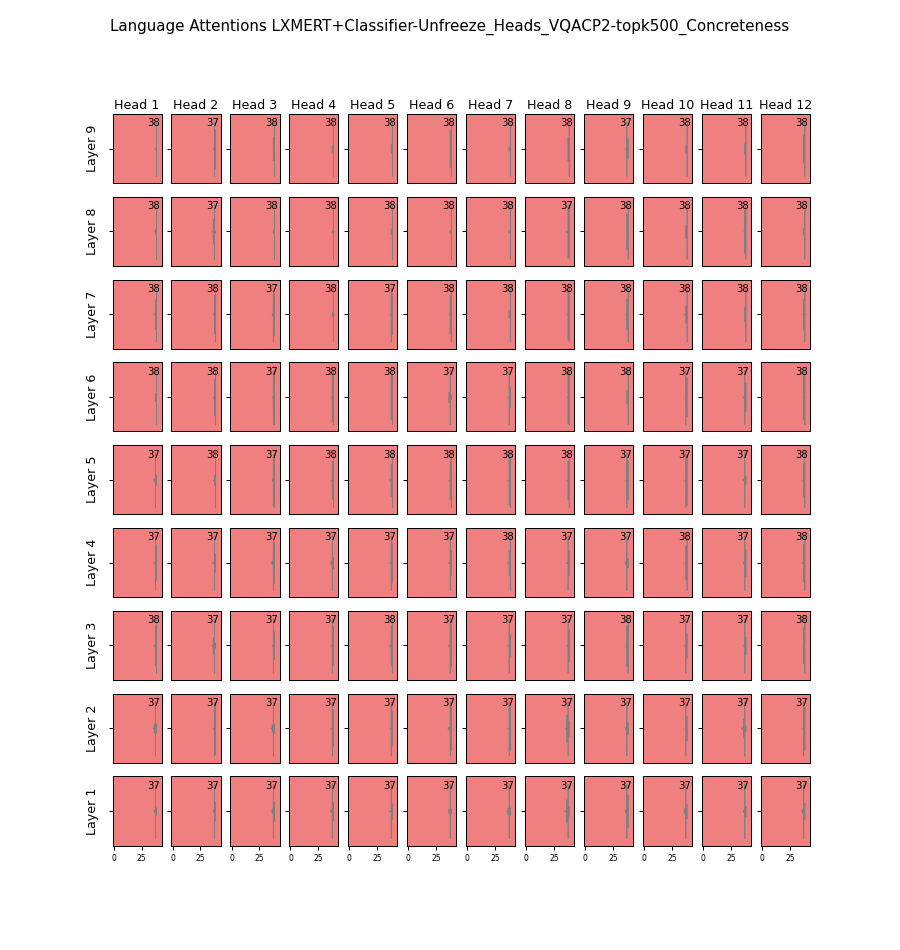 Language Attentions LXMERT+Classifier-Unfreeze_Heads_VQACP2-topk500_Concreteness
Head 1 Head 2 Head 3 Head 4 Head 5 Head 6 Head 7 Head 8 Head 9 Head 10 Head 11 Head 12
Layer 9 38 37 38 38 38 38 38 38 37 38 38 38
Layer 8 38 37 38 38 38 38 38 37 38 38 38 38
Layer 7 38 38 37 38 37 38 38 38 38 38 38 38
Layer 6 38 38 37 38 38 37 37 38 38 37 37 38
Layer 5 37 38 37 38 38 38 38 38 37 37 37 38
Layer 4 37 37 37 37 37 37 38 37 37 38 37 38
Layer 3 38 37 37 37 38 37 37 37 38 37 37 38
Layer 2 37 37 37 37 37 37 37 37 37 37 37 37
Layer 1 37 37 37 37 37 37 37 37 37 37 37 37
0 25 0 25 0 25 0 25 0 25 0 25 0 25 0 25 0 25 0 25 0 25 0 25